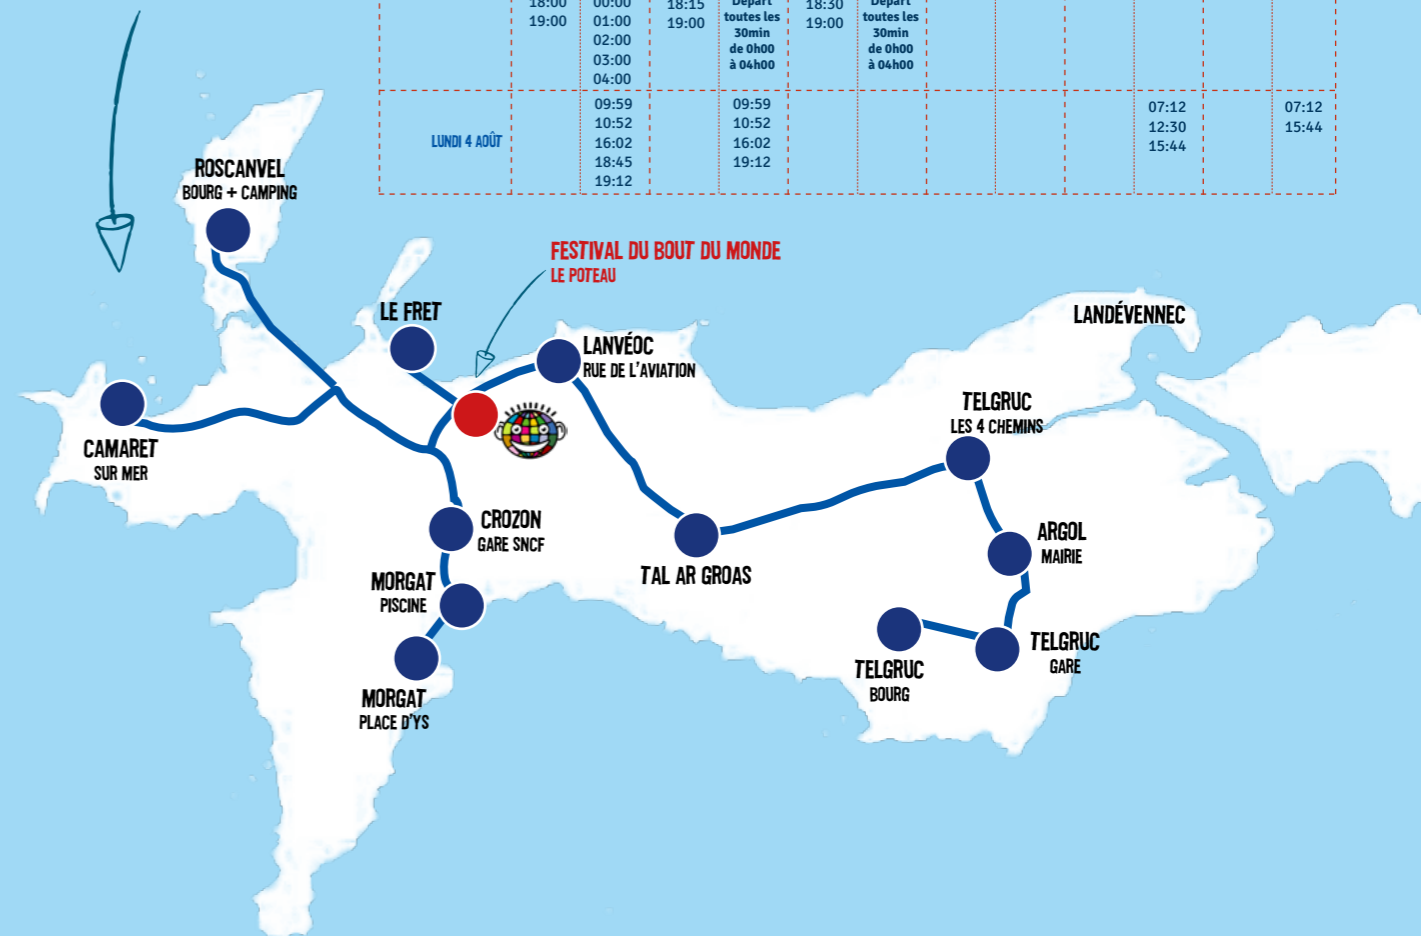 18:00
19:00
00:00
01:00
02:00
03:00
04:00
18:15
19:00
Départ
toutes les
30min
de 0h00
à 04h00
18:30
19:00
Départ
toutes les
30min
de 0h00
à 04h00
LUNDI 4 AOÛT
09:59
10:52
16:02
18:45
19:12
09:59
10:52
16:02
19:12
07:12
12:30
15:44
07:12
15:44
ROSCANVEL
BOURG + CAMPING
FESTIVAL DU BOUT DU MONDE
LE POTEAU
LE FRET
LANVÉOC
RUE DE L'AVIATION
LANDÉVENNEC
CAMARET
SUR MER
TELGRUC
LES 4 CHEMINS
CROZON
GARE SNCF
ARGOL
MAIRIE
MORGAT
PISCINE
TAL AR GROAS
TELGRUC
GARE
TELGRUC
BOURG
MORGAT
PLACE D'YS